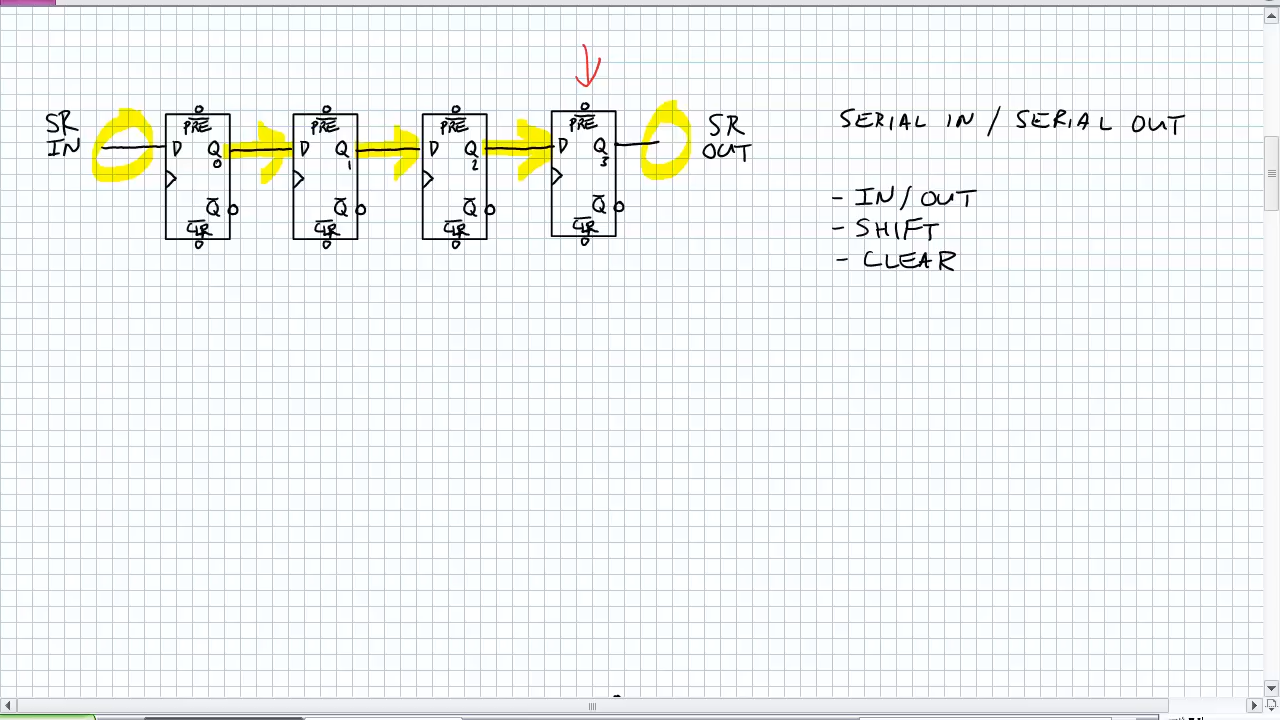 SR
IN
PRE
D Q
0
Q
CLR
PRE
D Q
1
Q
CLR
PRE
D Q
2
Q
CLR
PRE
D Q
3
Q
CLR
SR
OUT
SERIAL IN / SERIAL OUT
- IN/OUT
- SHIFT
- CLEAR